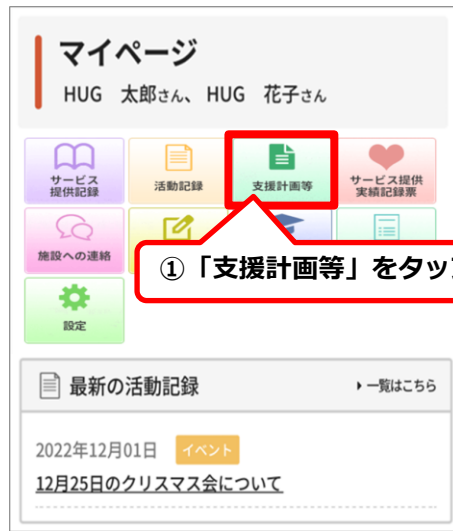 マイページ
HUG 太郎さん、HUG 花子さん
サービス
提供記録
活動記録
支援計画等
サービス提供
実績記録票
施設への連絡
①「支援計画等」をタッ
設定
最新の活動記録
一覧はこちら
2022年12月01日 イベント
12月25日のクリスマス会について